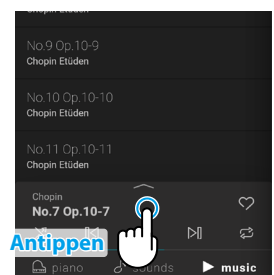 Chopin Etüden
No.9 Op.10-9
Chopin Etüden
No.10 Op.10-10
Chopin Etüden
No.11 Op.10-11
Chopin Etüden
Chopin
No.7 Op.10-7
Antippen
piano
sounds
music